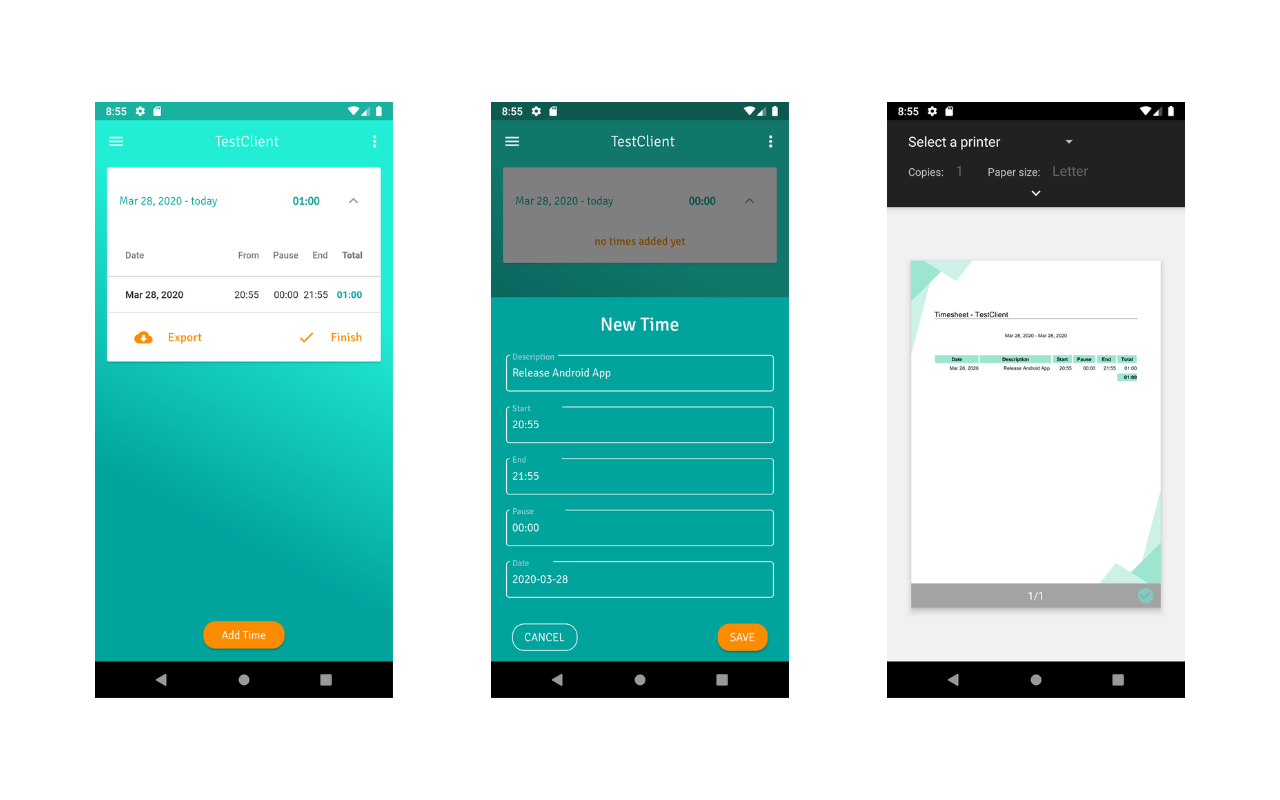 8:55
TestClient
Mar 28, 2020 - today 01:00
Date From Pause End Total
Mar 28, 2020 20:55 00:00 21:55 01:00
Export Finish
Add Time
8:55
TestClient
Mar 28, 2020 - today 00:00
no times added yet
New Time
Description
Release Android App
Start
20:55
End
21:55
Pause
00:00
Date
2020-03-28
CANCEL SAVE
8:55
Select a printer
Copies: 1 Paper size: Letter
Timesheet - TestClient
Mar 28, 2020 - Mar 28, 2020
Date Description Start Pause End Total
Mar 28, 2020 Release Android App 20:55 00:00 21:55 01:00
01:00
1/1